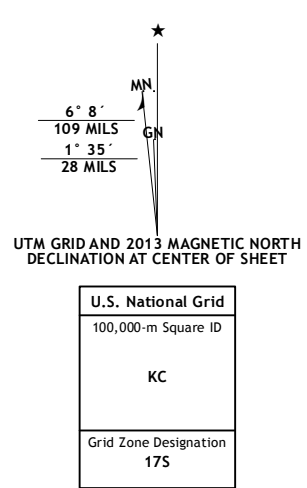 ★
MN.
6° 8´
109 MILS
GN
1° 35´
28 MILS
UTM GRID AND 2013 MAGNETIC NORTH
DECLINATION AT CENTER OF SHEET
U.S. National Grid
100,000-m Square ID
KC
Grid Zone Designation
17S